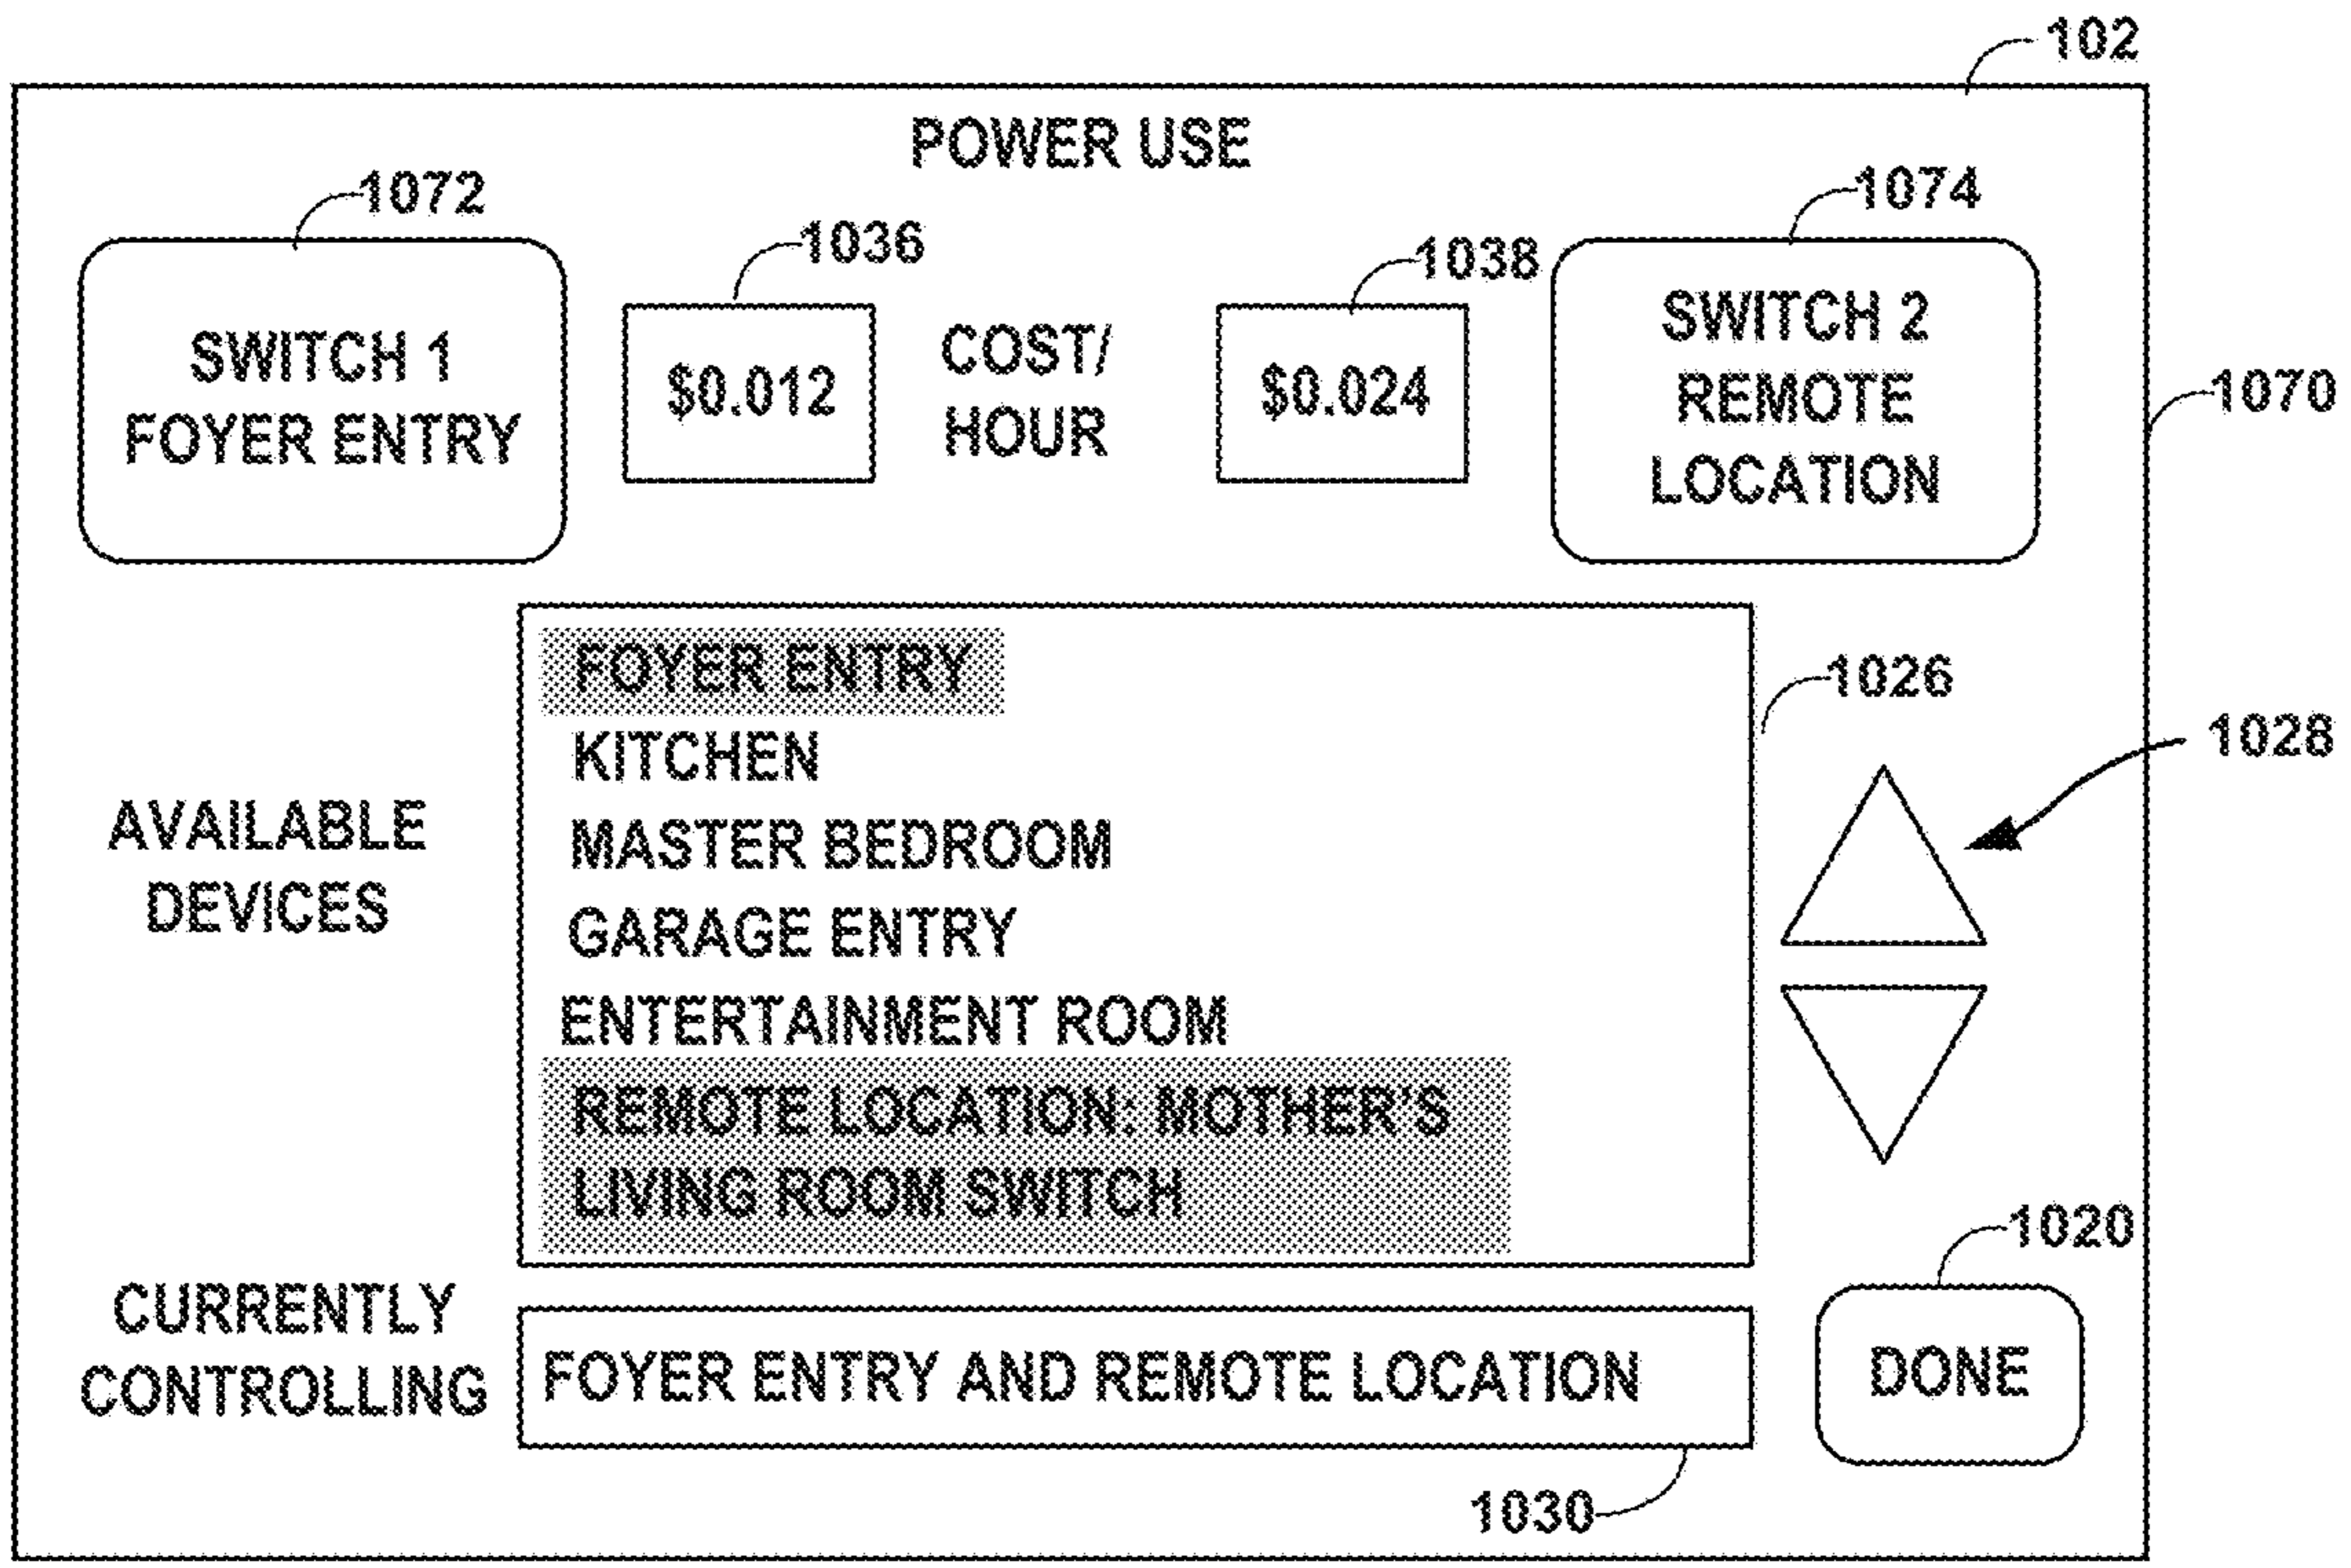 102
POWER USE
1072
1074
1036
1038
SWITCH 1
FOYER ENTRY
$0.012
COST/
HOUR
$0.024
SWITCH 2
REMOTE
LOCATION
1070
FOYER ENTRY
KITCHEN
MASTER BEDROOM
GARAGE ENTRY
ENTERTAINMENT ROOM
REMOTE LOCATION: MOTHER'S
LIVING ROOM SWITCH
1026
1028
AVAILABLE
DEVICES
1020
CURRENTLY
CONTROLLING
FOYER ENTRY AND REMOTE LOCATION
DONE
1030